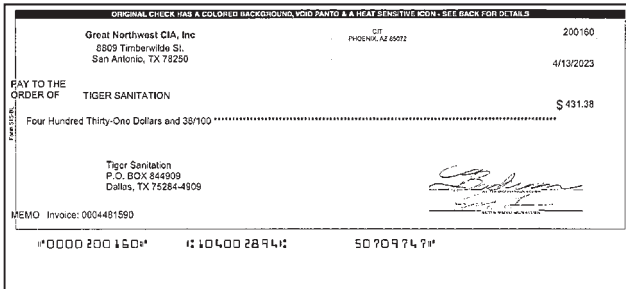 ORIGINAL CHECK HAS A COLORED BACKGROUND, VOID PANTO & A HEAT SENSITIVE ICON - SEE BACK FOR DETAILS
Great Northwest CIA, Inc
8809 Timberwilde St.
San Antonio, TX 78250
CIT
PHOENIX, AZ 85072
200160
4/13/2023
PAY TO THE
ORDER OF TIGER SANITATION
$ 431.38
Four Hundred Thirty-One Dollars and 38/100
Tiger Sanitation
P.O. BOX 844909
Dallas, TX 75284-4909
MEMO Invoice: 0004481590
⑈0000200160⑈ ⑆104002894⑆ 50709747⑈